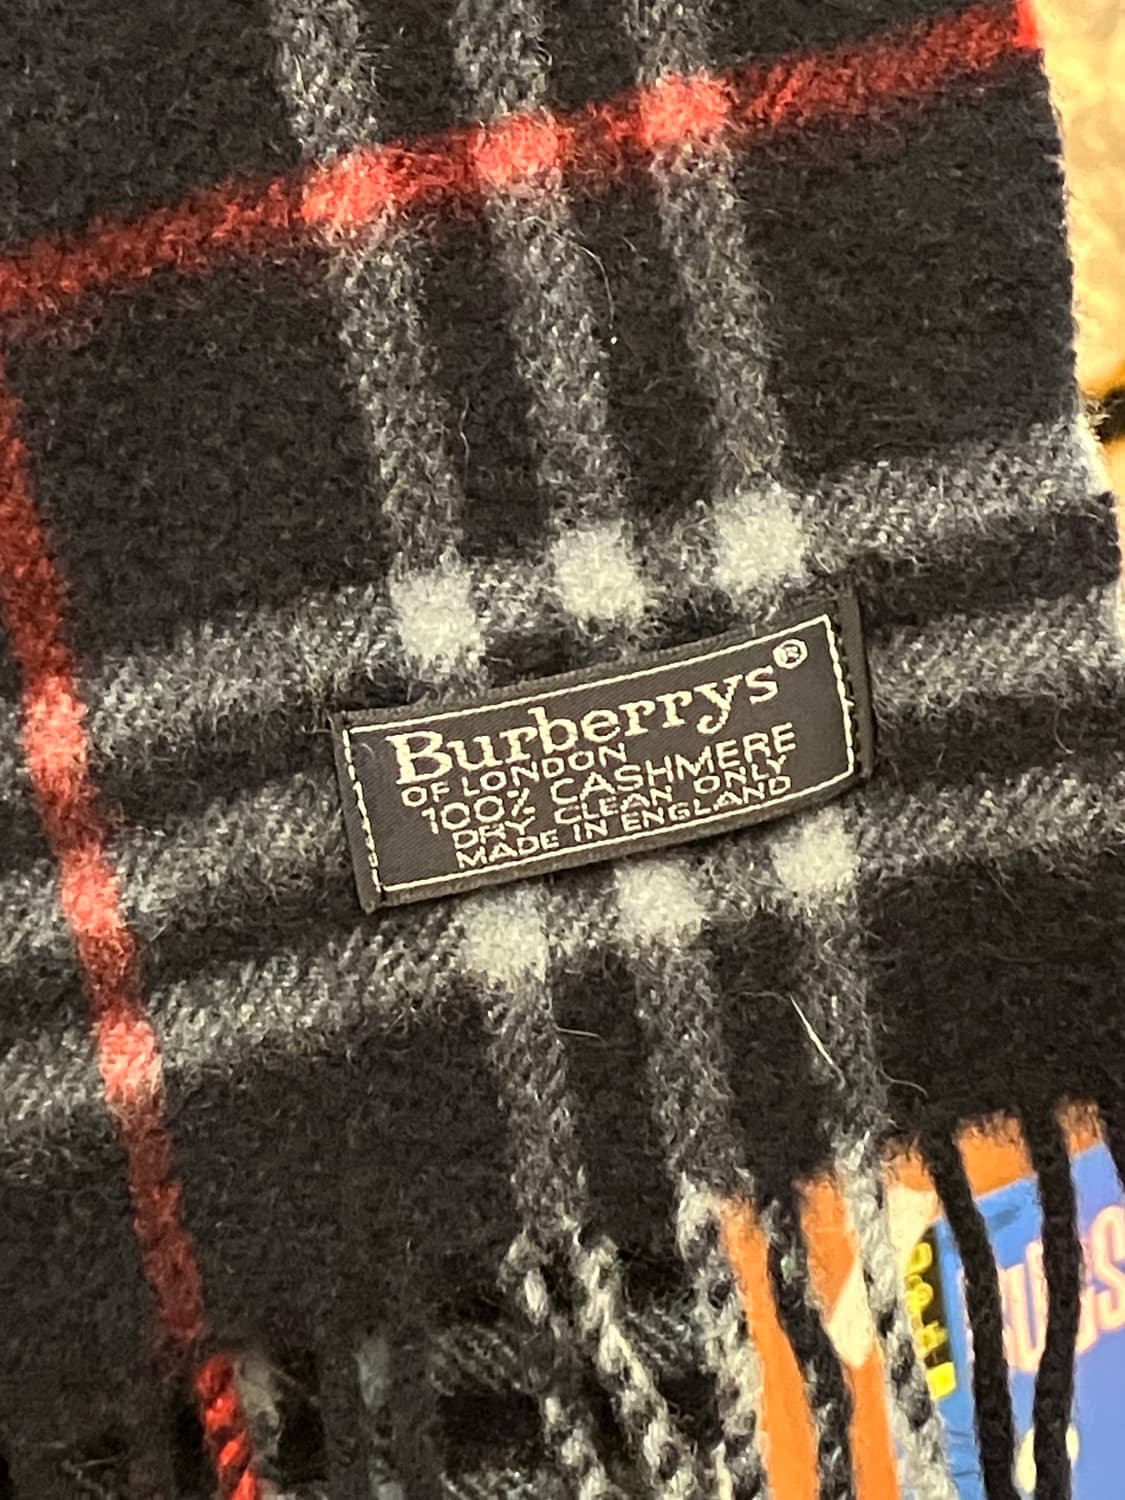 Burberrys®
OF LONDON
100% CASHMERE
DRY CLEAN ONLY
MADE IN ENGLAND